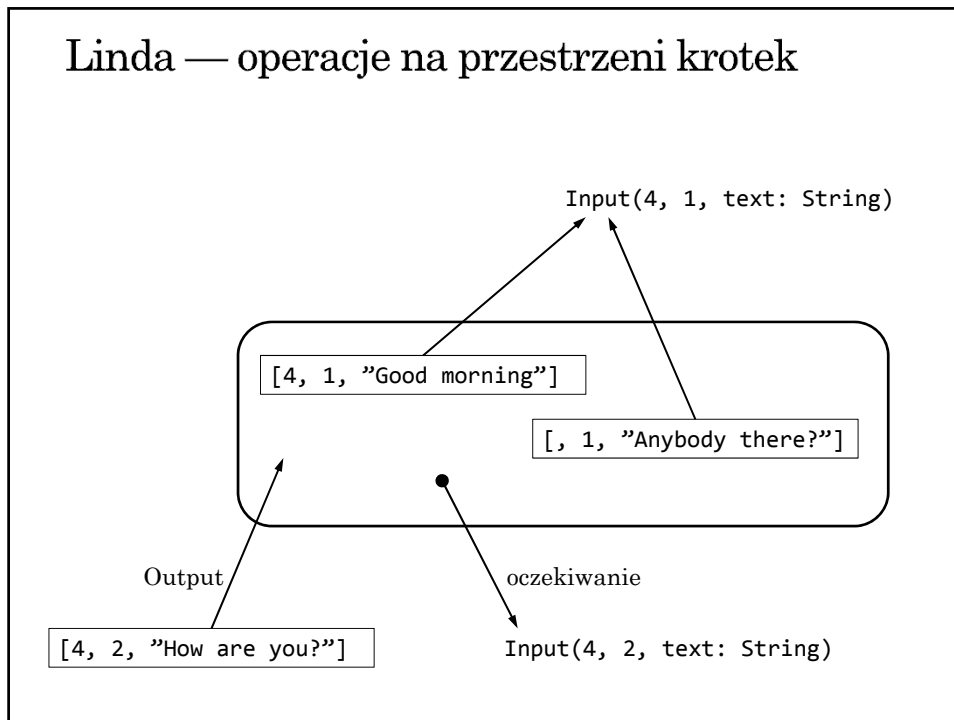 Linda — operacje na przestrzeni krotek
Input(4, 1, text: String)
[4, 1, ”Good morning”]
[, 1, ”Anybody there?”]
Output
oczekiwanie
[4, 2, ”How are you?”]
Input(4, 2, text: String)